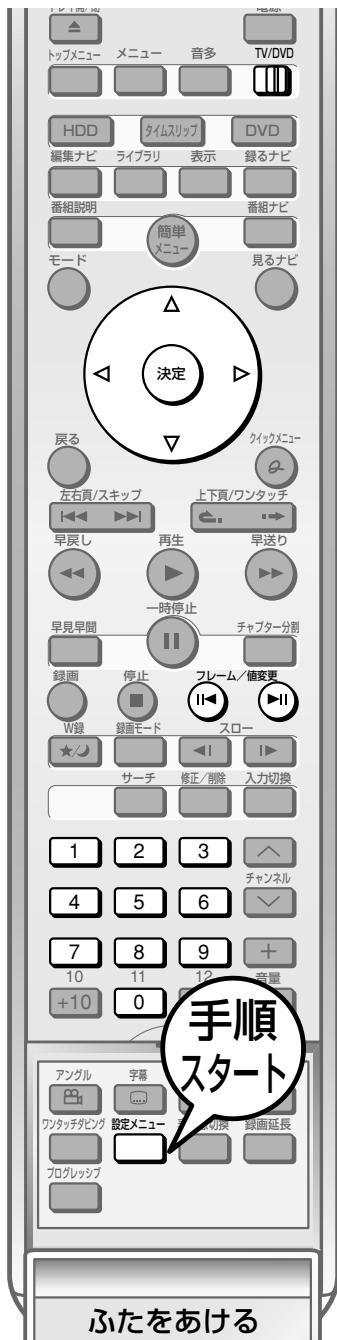 トップメニュー メニュー 音多 TV/DVD
HDD タイムスリップ DVD
編集ナビ ライブラリ 表示 録るナビ
番組説明 番組ナビ
簡単
メニュー
モード 見るナビ
決定
戻る クイックメニュー
左右頁/スキップ 上下頁/ワンタッチ
早戻し 再生 早送り
一時停止
早見早聞 チャプター分割
録画 停止 フレーム/値変更
W録 録画モード スロー
サーチ 修正/削除 入力切換
1 2 3
チャンネル
4 5 6
7 8 9 +
10 11 12 音量
+10 0
手順
スタート
アングル 字幕
ワンタッチダビング 設定メニュー 切換 録画延長
プログレッシブ
ふたをあける